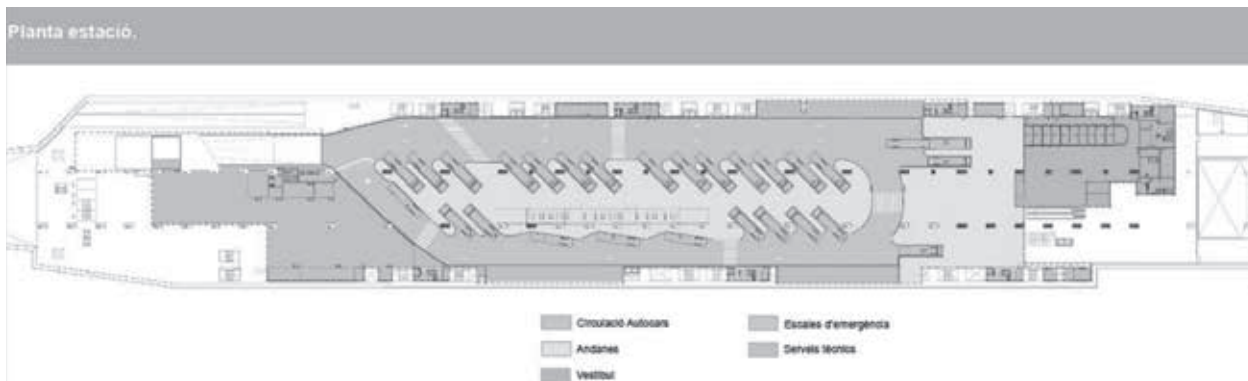 Planta estació.
Circulació Autocars
Andanes
Vestíbul
Escales d'emergència
Serveis tècnics